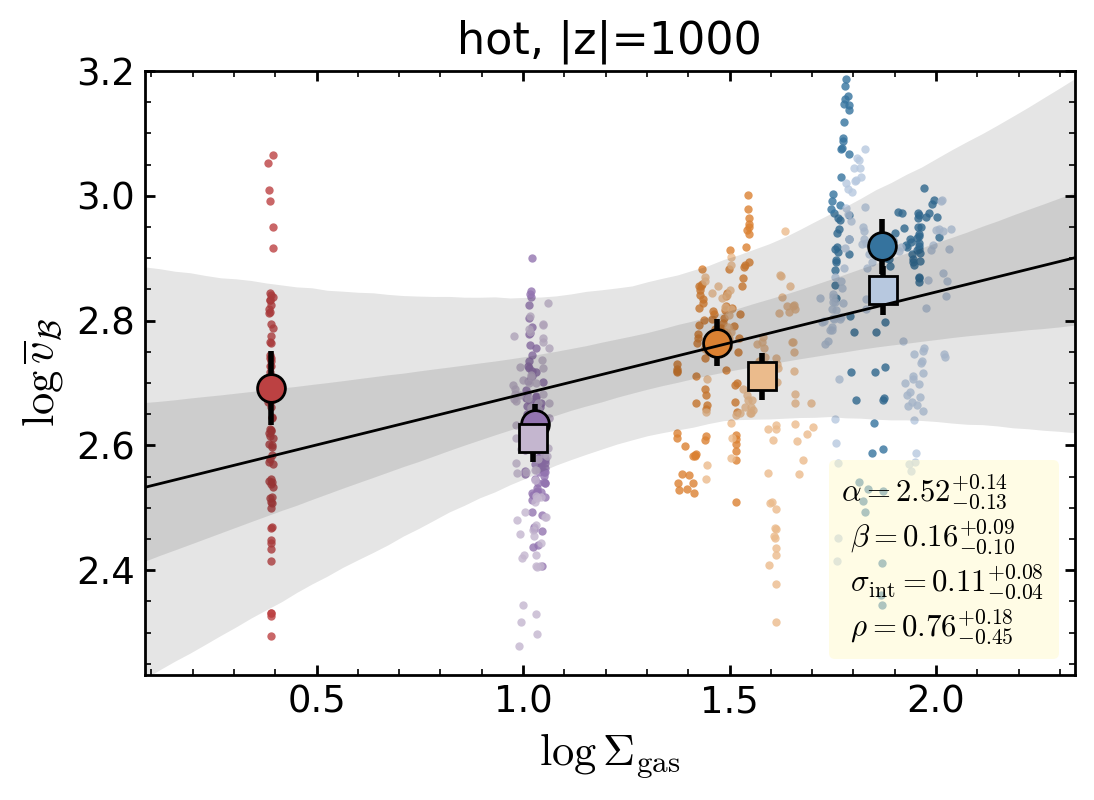 hot, |z|=1000
3.2
3.0
2.8
2.6
2.4
log v̅_ℬ
α = 2.52^{+0.14}_{-0.13}
β = 0.16^{+0.09}_{-0.10}
σ_int = 0.11^{+0.08}_{-0.04}
ρ = 0.76^{+0.18}_{-0.45}
0.5 1.0 1.5 2.0
log Σ_gas